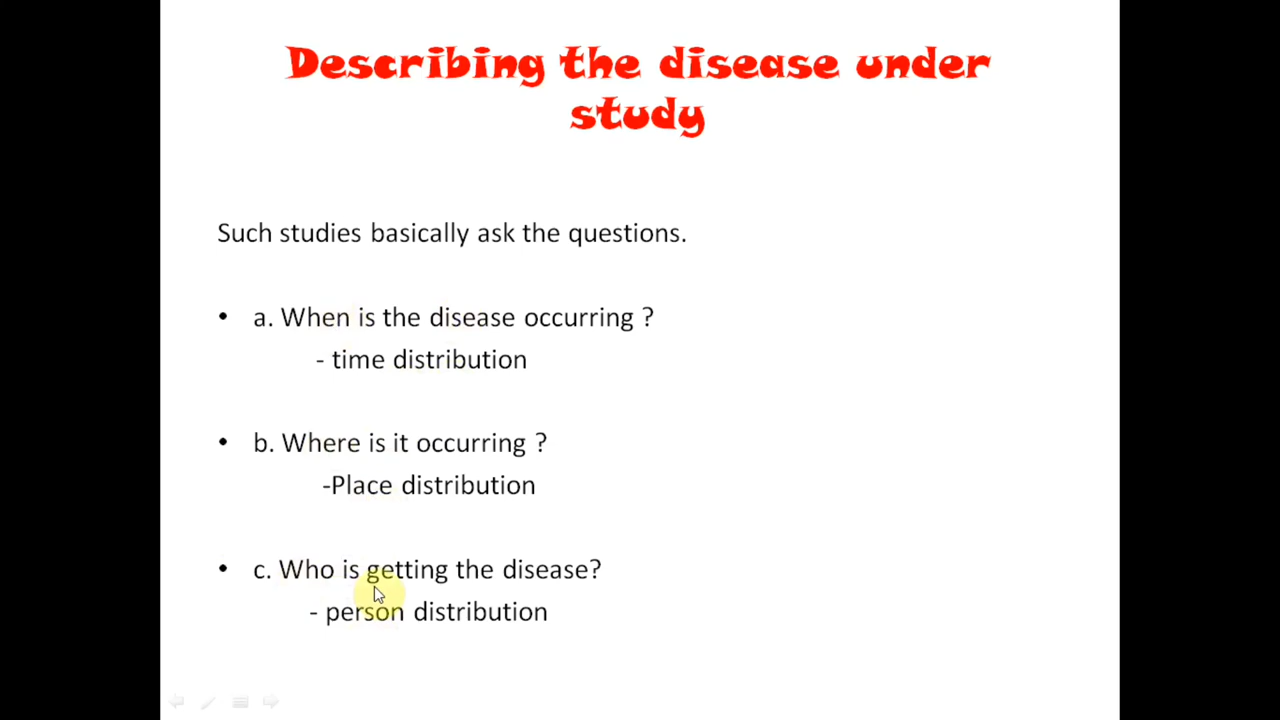 Describing the disease under
study
Such studies basically ask the questions.
• a. When is the disease occurring ?
- time distribution
• b. Where is it occurring ?
-Place distribution
• c. Who is getting the disease?
- person distribution